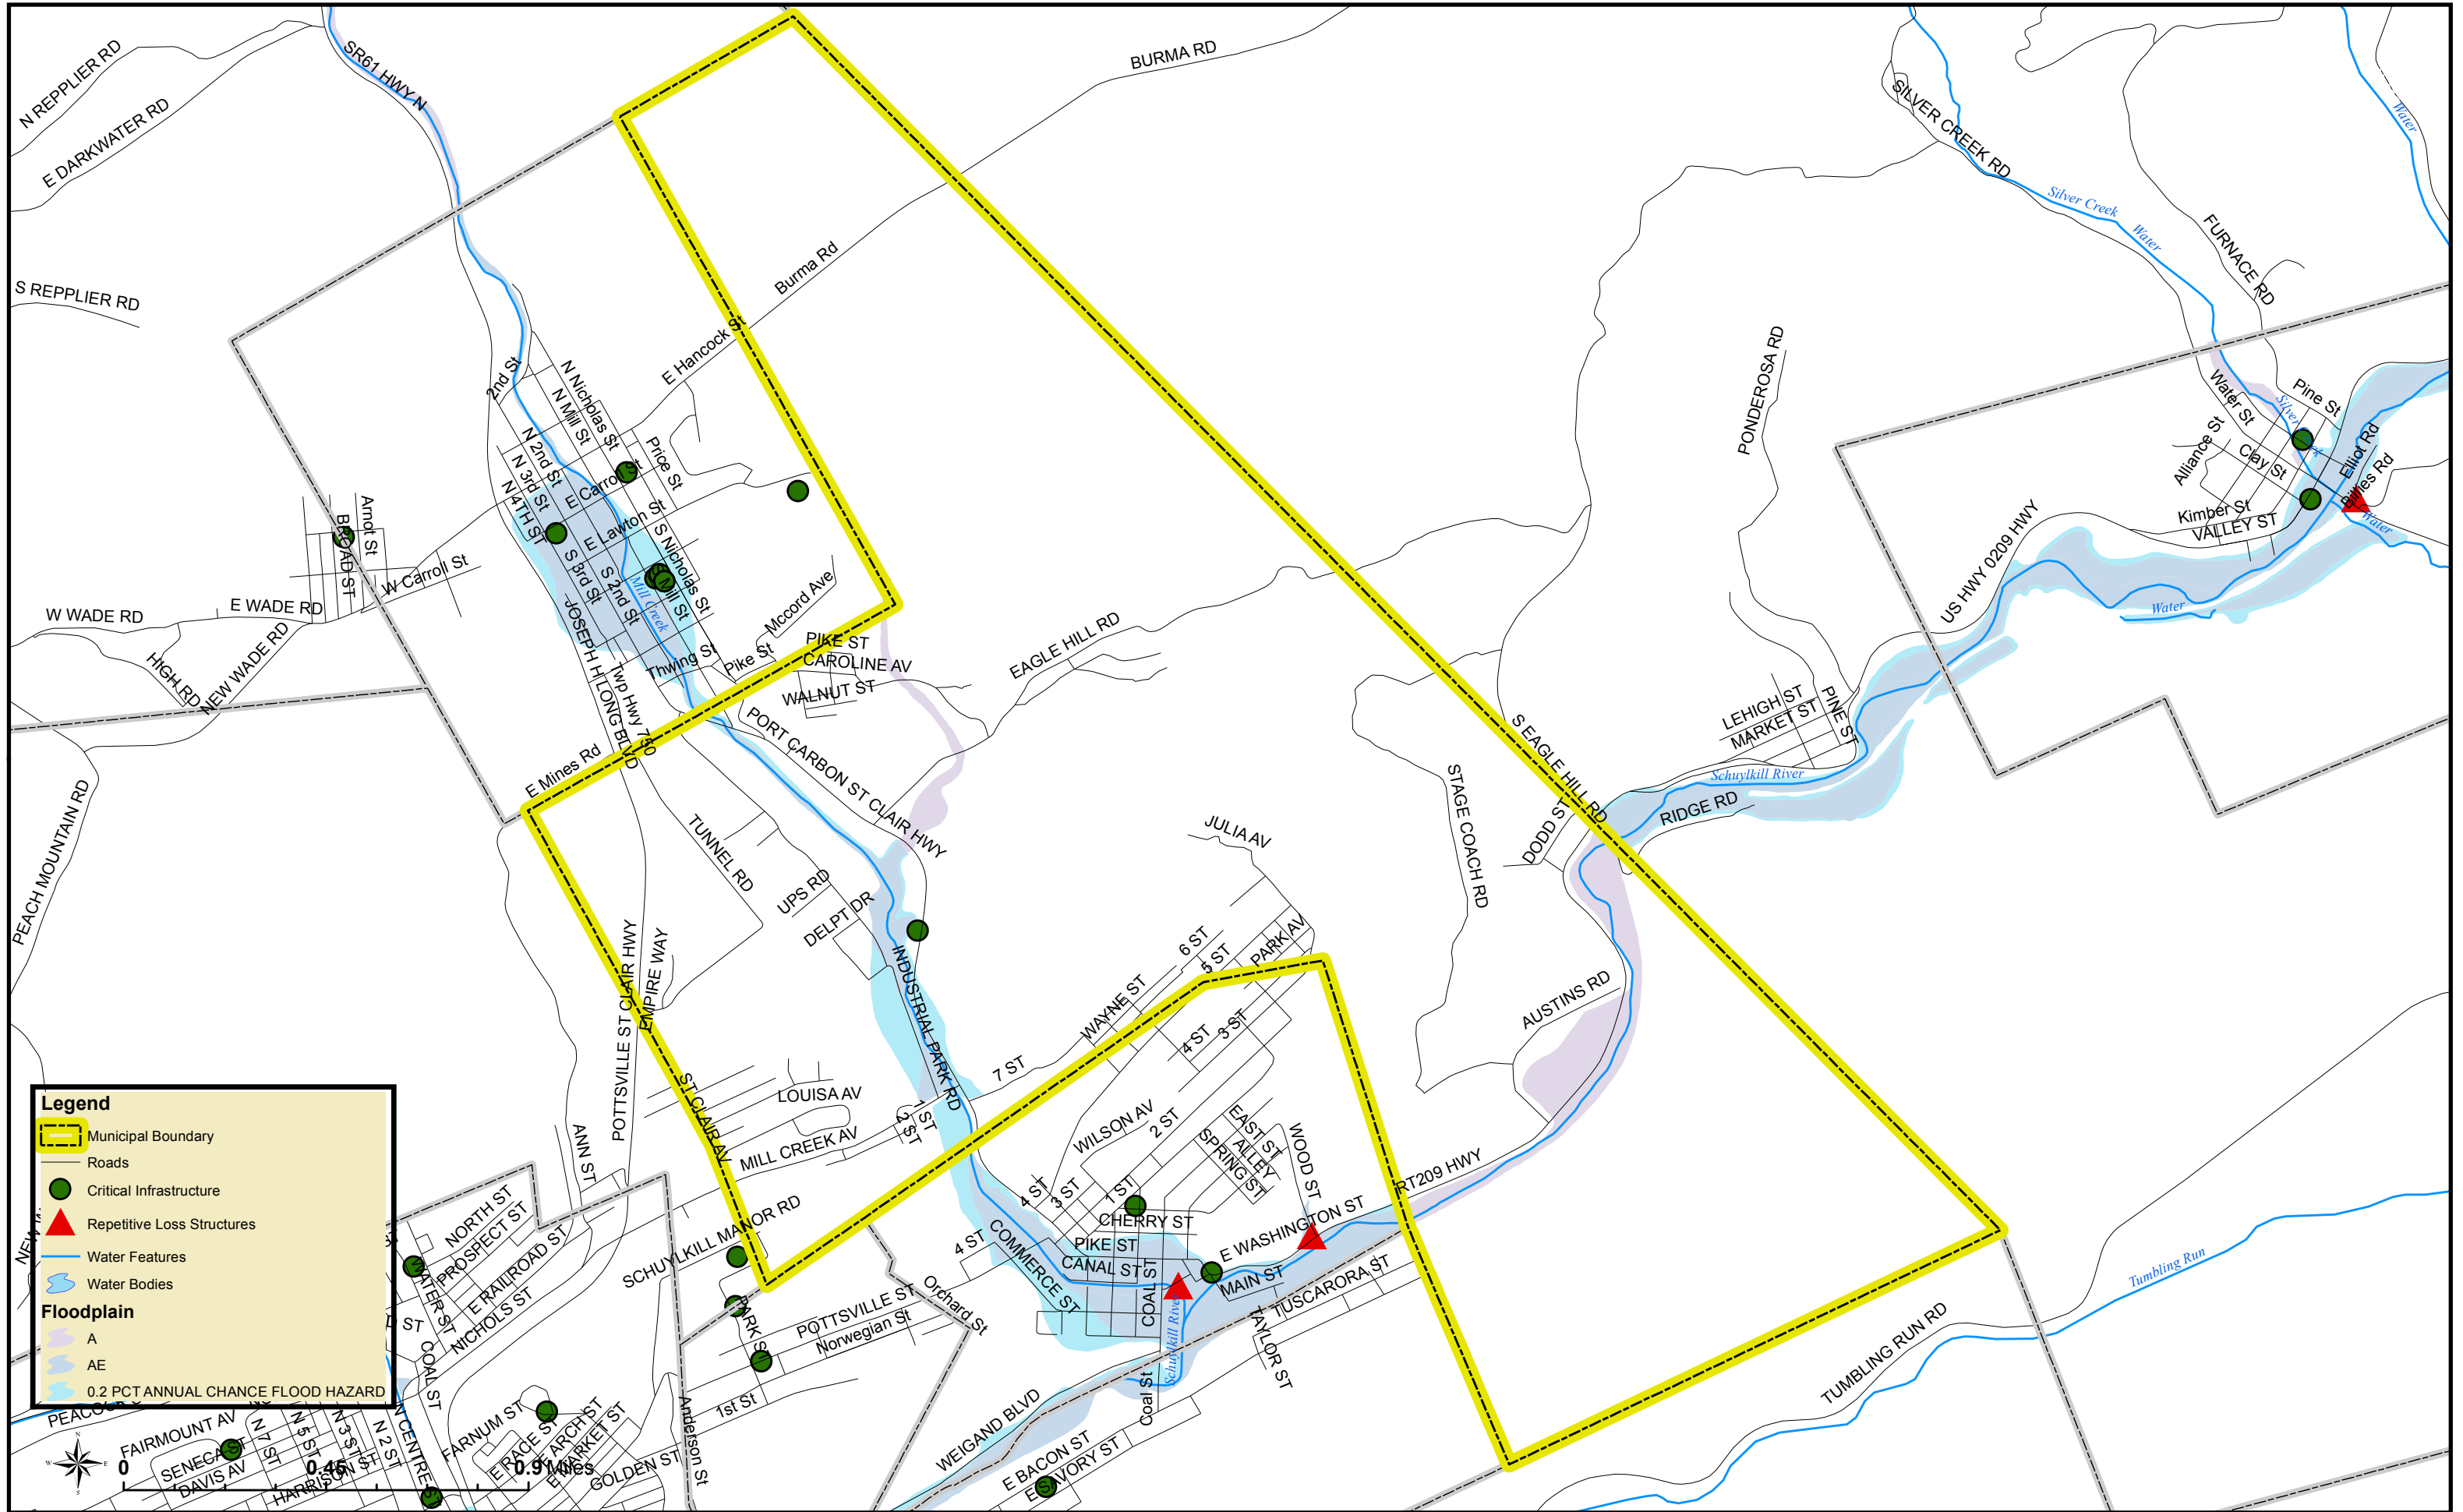 BURMA RD
N REPPLIER RD
SR61 HWY N
E DARKWATER RD
SILVER CREEK RD
Water
Silver Creek
Water
FURNACE RD
Burma Rd
S REPPLIER RD
E Hancock St
2nd St
N Nicholas St
N Mill St
Price St
PONDEROSA RD
Water St
Pine St
Alliance St
Clay St
Elliot Rd
Billies Rd
Water
Kimber St
VALLEY ST
N 2nd St
N 3rd St
N 4TH ST
E Carroll St
E Lawton St
S Nicholas St
Arnot St
BROAD ST
W Carroll St
S 3rd St
S 2nd St
Mill Creek
Mill St
Mccord Ave
US HWY 0209 HWY
Water
W WADE RD
E WADE RD
HIGH RD
NEW WADE RD
JOSEPH H LONG BLVD
Twp Hwy 750
Thwing St
Pike St
PIKE ST
CAROLINE AV
WALNUT ST
EAGLE HILL RD
PORT CARBON ST CLAIR HWY
E Mines Rd
LEHIGH ST
MARKET ST
PINE ST
S EAGLE HILL RD
Schuylkill River
RIDGE RD
DODD ST
STAGE COACH RD
JULIA AV
PEACH MOUNTAIN RD
TUNNEL RD
UPS RD
DELPT DR
POTTSVILLE ST CLAIR HWY
EMPIRE WAY
INDUSTRIAL PARK RD
6 ST
5 ST
PARK AV
WAYNE ST
4 ST
3 ST
AUSTINS RD
7 ST
ST CLAIR AV
LOUISA AV
1 ST
2 ST
MILL CREEK AV
ANN ST
WILSON AV
2 ST
EAST ST
ALLEY
SPRING ST
WOOD ST
RT209 HWY
4 ST
3 ST
1 ST
CHERRY ST
PIKE ST
CANAL ST
E WASHINGTON ST
MAIN ST
TUSCARORA ST
COAL ST
COMMERCE ST
4 ST
Schuylkill River
TAYLOR ST
Coal St
Tumbling Run
TUMBLING RUN RD
SCHUYLKILL MANOR RD
PARK ST
Orchard St
POTTSVILLE ST
Norwegian St
1st St
Anderson St
WEIGAND BLVD
E BACON ST
E SAVORY ST
NORTH ST
PROSPECT ST
E RAILROAD ST
WATER ST
NICHOLS ST
COAL ST
Legend
Municipal Boundary
Roads
Critical Infrastructure
Repetitive Loss Structures
Water Features
Water Bodies
Floodplain
A
AE
0.2 PCT ANNUAL CHANCE FLOOD HAZARD
FAIRMOUNT AV
SENECA ST
DAVIS AV
N 7 ST
N 5 ST
N 3 ST
N 2 ST
HARRISON ST
FARNUM ST
E RACE ST
E ARCH ST
E MARKET ST
GOLDEN ST
N
W
E
S
0
0.45
0.9 Miles